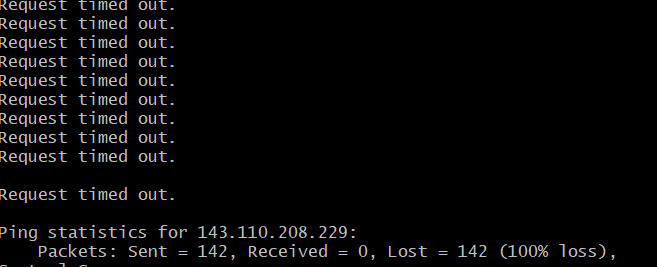 Request timed out.
Request timed out.
Request timed out.
Request timed out.
Request timed out.
Request timed out.
Request timed out.
Request timed out.
Request timed out.
Request timed out.
Ping statistics for 143.110.208.229:
Packets: Sent = 142, Received = 0, Lost = 142 (100% loss),